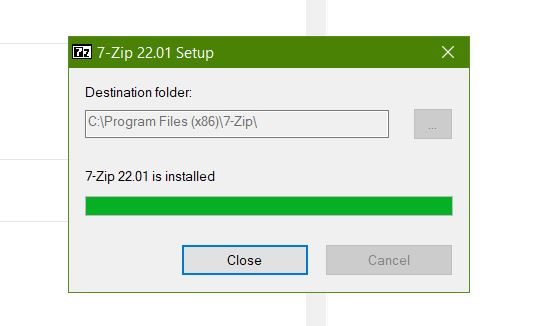 7z 7-Zip 22.01 Setup
Destination folder:
C:\Program Files (x86)\7-Zip\
...
7-Zip 22.01 is installed
Close
Cancel